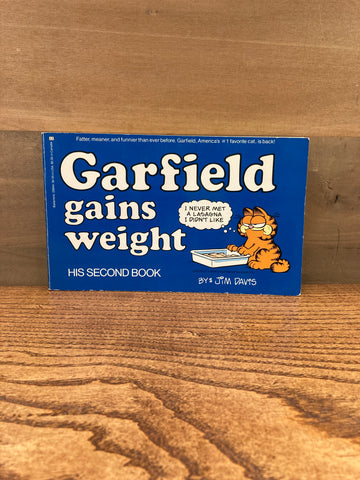 Fatter, meaner, and funnier than ever before. Garfield, America's #1 favorite cat, is back!
Garfield
gains
weight
I NEVER MET
A LASAGNA
I DIDN'T LIKE
HIS SECOND BOOK
BY: JIM DAVIS